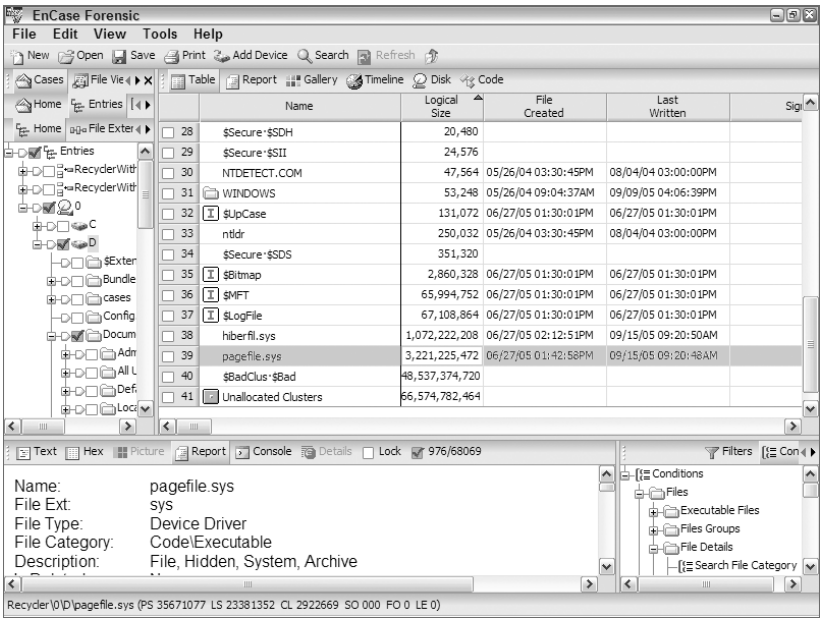 EnCase Forensic
File Edit View Tools Help
New Open Save Print Add Device Search Refresh
Cases File Vie Table Report Gallery Timeline Disk Code
Home Entries
Home File Exter
Name Logical Size File Created Last Written Sig
Entries
RecyderWith
RecyderWith
0
C
D
$Exter
Bundle
cases
Config
Docum
Adm
All U
Def
Loca
28 $Secure·$SDH 20,480
29 $Secure·$SII 24,576
30 NTDETECT.COM 47,564 05/26/04 03:30:45PM 08/04/04 03:00:00PM
31 WINDOWS 53,248 05/26/04 09:04:37AM 09/09/05 04:06:39PM
32 $UpCase 131,072 06/27/05 01:30:01PM 06/27/05 01:30:01PM
33 ntldr 250,032 05/26/04 03:30:45PM 08/04/04 03:00:00PM
34 $Secure·$SDS 351,320
35 $Bitmap 2,860,328 06/27/05 01:30:01PM 06/27/05 01:30:01PM
36 $MFT 65,994,752 06/27/05 01:30:01PM 06/27/05 01:30:01PM
37 $LogFile 67,108,864 06/27/05 01:30:01PM 06/27/05 01:30:01PM
38 hiberfil.sys 1,072,222,208 06/27/05 02:12:51PM 09/15/05 09:20:50AM
39 pagefile.sys 3,221,225,472 06/27/05 01:42:58PM 09/15/05 09:20:48AM
40 $BadClus·$Bad 48,537,374,720
41 Unallocated Clusters 66,574,782,464
Text Hex Picture Report Console Details Lock 976/68069 Filters Con
Name: pagefile.sys
File Ext: sys
File Type: Device Driver
File Category: Code\Executable
Description: File, Hidden, System, Archive
Conditions
Files
Executable Files
Files Groups
File Details
Search File Category
Recycler\0\D\pagefile.sys (PS 35671077 LS 23381352 CL 2922669 SO 000 FO 0 LE 0)